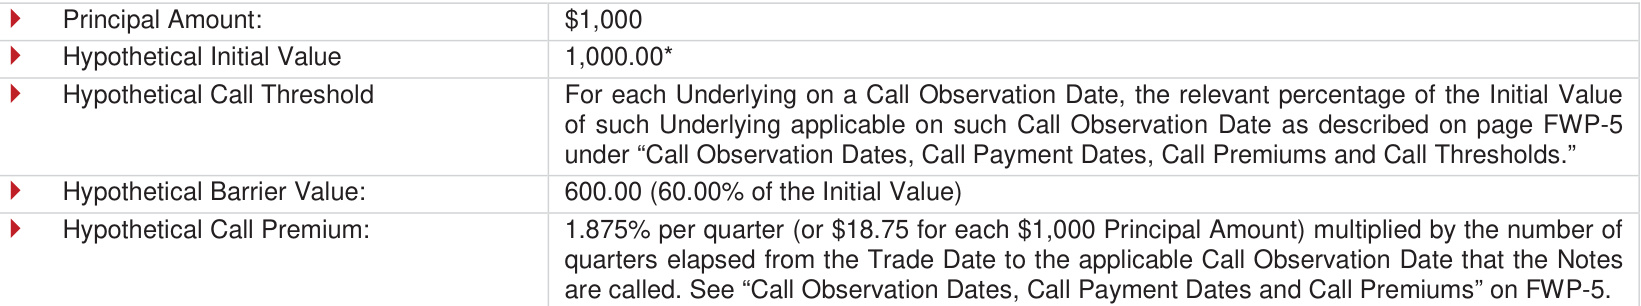 Principal Amount: $1,000
Hypothetical Initial Value 1,000.00*
Hypothetical Call Threshold For each Underlying on a Call Observation Date, the relevant percentage of the Initial Value
of such Underlying applicable on such Call Observation Date as described on page FWP-5
under “Call Observation Dates, Call Payment Dates, Call Premiums and Call Thresholds.”
Hypothetical Barrier Value: 600.00 (60.00% of the Initial Value)
Hypothetical Call Premium: 1.875% per quarter (or $18.75 for each $1,000 Principal Amount) multiplied by the number of
quarters elapsed from the Trade Date to the applicable Call Observation Date that the Notes
are called. See “Call Observation Dates, Call Payment Dates and Call Premiums” on FWP-5.